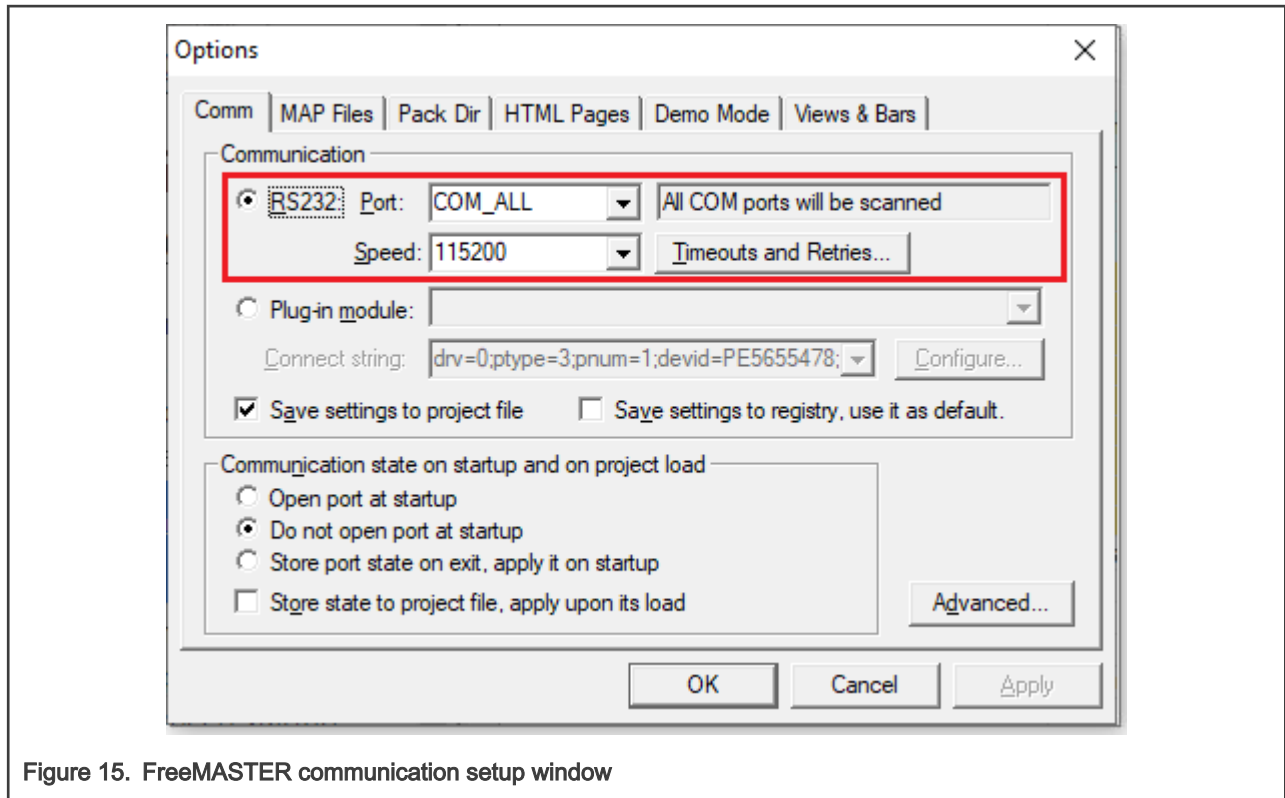 Options
Comm MAP Files Pack Dir HTML Pages Demo Mode Views & Bars
Communication
RS232: Port: COM_ALL All COM ports will be scanned
Speed: 115200 Timeouts and Retries...
Plug-in module:
Connect string: drv=0;ptype=3;pnum=1;devid=PE5655478; Configure...
Save settings to project file Save settings to registry, use it as default.
Communication state on startup and on project load
Open port at startup
Do not open port at startup
Store port state on exit, apply it on startup
Store state to project file, apply upon its load Advanced...
OK Cancel Apply
Figure 15. FreeMASTER communication setup window